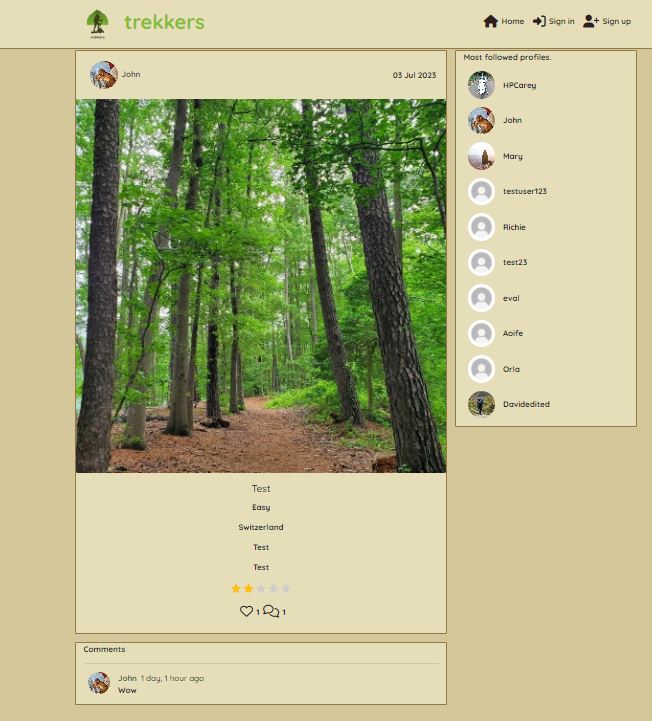 trekkers
Home Sign in Sign up
John
03 Jul 2023
Test
Easy
Switzerland
Test
Test
1 1
Comments
John 1 day, 1 hour ago
Wow
Most followed profiles.
HPCarey
John
Mary
testuser123
Richie
test23
eval
Aoife
Orla
Davidedited